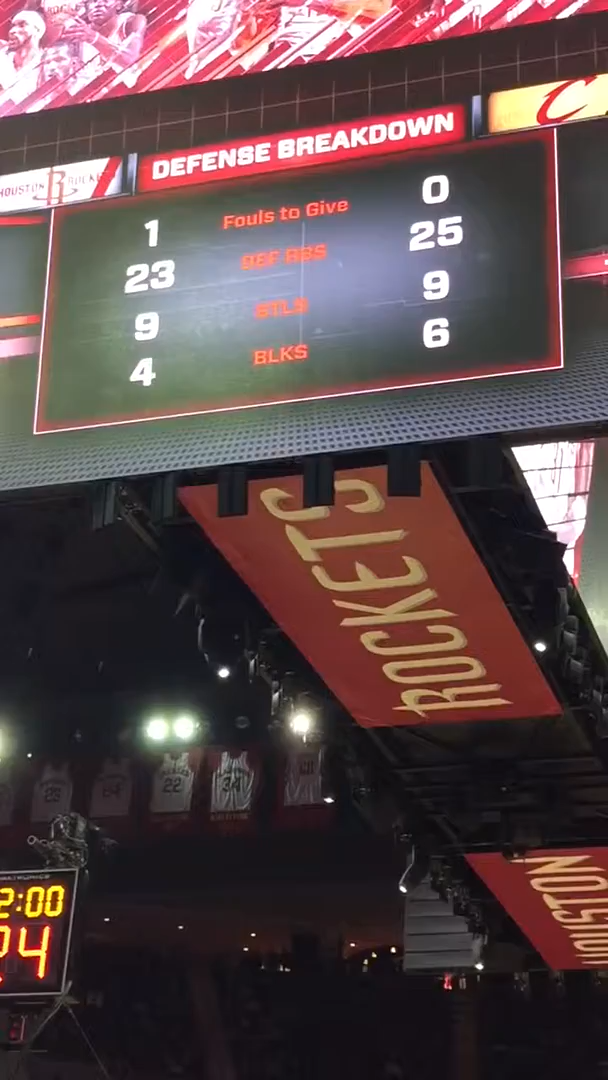 DEFENSE BREAKDOWN
HOUSTON R ROCKETS
C
1 Fouls to Give 0
23 DEF RBS 25
9 STLS 9
4 BLKS 6
ROCKETS
22
34
2:00
24
HOUSTON